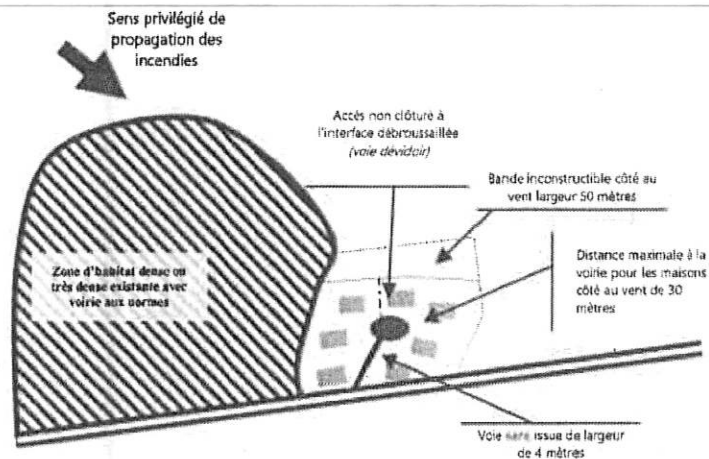 Sens privilégié de
propagation des
incendies
Accès non clôturé à
l'interface débroussaillée
(voie dévidoir)
Bande inconstructible côté au
vent largeur 50 mètres
Zone d'habitat dense ou
très dense existante avec
voirie aux normes
Distance maximale à la
voirie pour les maisons
côté au vent de 30
mètres
Voie sans issue de largeur
de 4 mètres